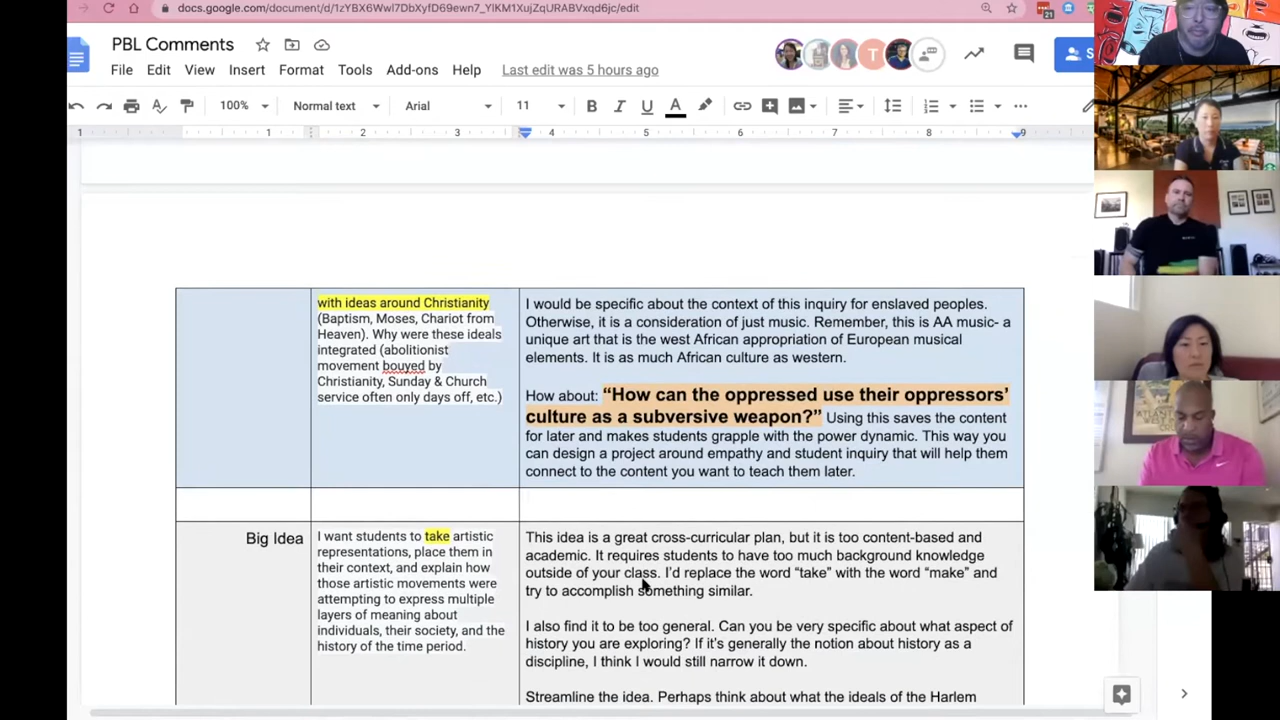 docs.google.com/document/d/1zYBX6WwI7DbXyfD69ewn7_YlKM1XujZqURABVxqd6jc/edit
21
PBL Comments
File Edit View Insert Format Tools Add-ons Help Last edit was 5 hours ago
T
S
100% Normal text Arial 11
1 1 2 3 4 5 6 7 8 9
with ideas around Christianity
(Baptism, Moses, Chariot from
Heaven). Why were these ideals
integrated (abolitionist
movement bouyed by
Christianity, Sunday & Church
service often only days off, etc.)
I would be specific about the context of this inquiry for enslaved peoples.
Otherwise, it is a consideration of just music. Remember, this is AA music- a
unique art that is the west African appropriation of European musical
elements. It is as much African culture as western.
How about: “How can the oppressed use their oppressors’
culture as a subversive weapon?” Using this saves the content
for later and makes students grapple with the power dynamic. This way you
can design a project around empathy and student inquiry that will help them
connect to the content you want to teach them later.
Big Idea
I want students to take artistic
representations, place them in
their context, and explain how
those artistic movements were
attempting to express multiple
layers of meaning about
individuals, their society, and the
history of the time period.
This idea is a great cross-curricular plan, but it is too content-based and
academic. It requires students to have too much background knowledge
outside of your class. I’d replace the word “take” with the word “make” and
try to accomplish something similar.
I also find it to be too general. Can you be very specific about what aspect of
history you are exploring? If it’s generally the notion about history as a
discipline, I think I would still narrow it down.
Streamline the idea. Perhaps think about what the ideals of the Harlem